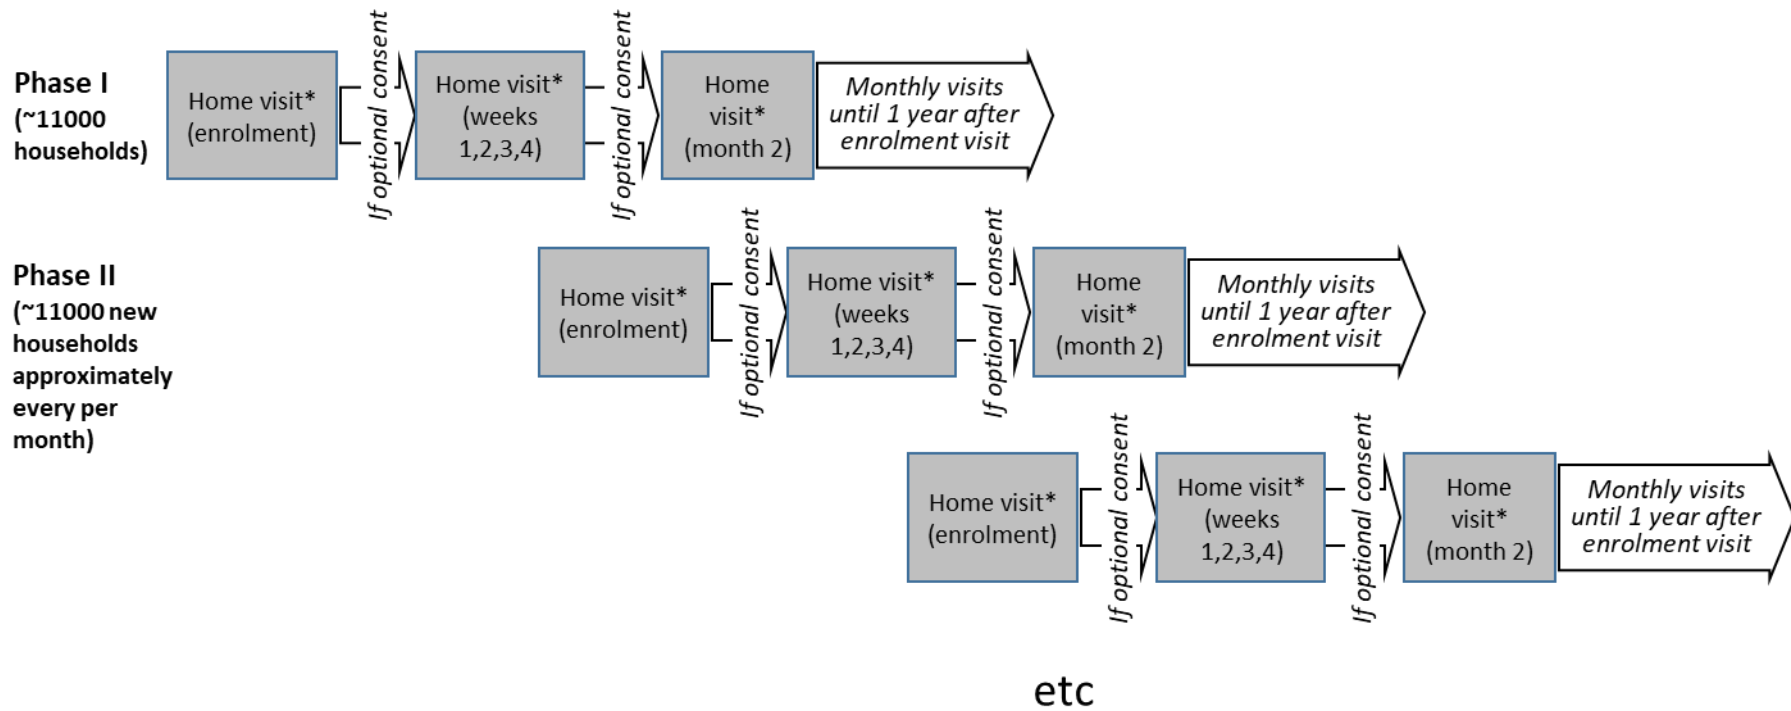 Phase I
(~11000
households)
Home visit*
(enrolment)
If optional consent
Home visit*
(weeks
1,2,3,4)
If optional consent
Home
visit*
(month 2)
Monthly visits
until 1 year after
enrolment visit
Phase II
(~11000 new
households
approximately
every per
month)
Home visit*
(enrolment)
If optional consent
Home visit*
(weeks
1,2,3,4)
If optional consent
Home
visit*
(month 2)
Monthly visits
until 1 year after
enrolment visit
Home visit*
(enrolment)
If optional consent
Home visit*
(weeks
1,2,3,4)
If optional consent
Home
visit*
(month 2)
Monthly visits
until 1 year after
enrolment visit
etc